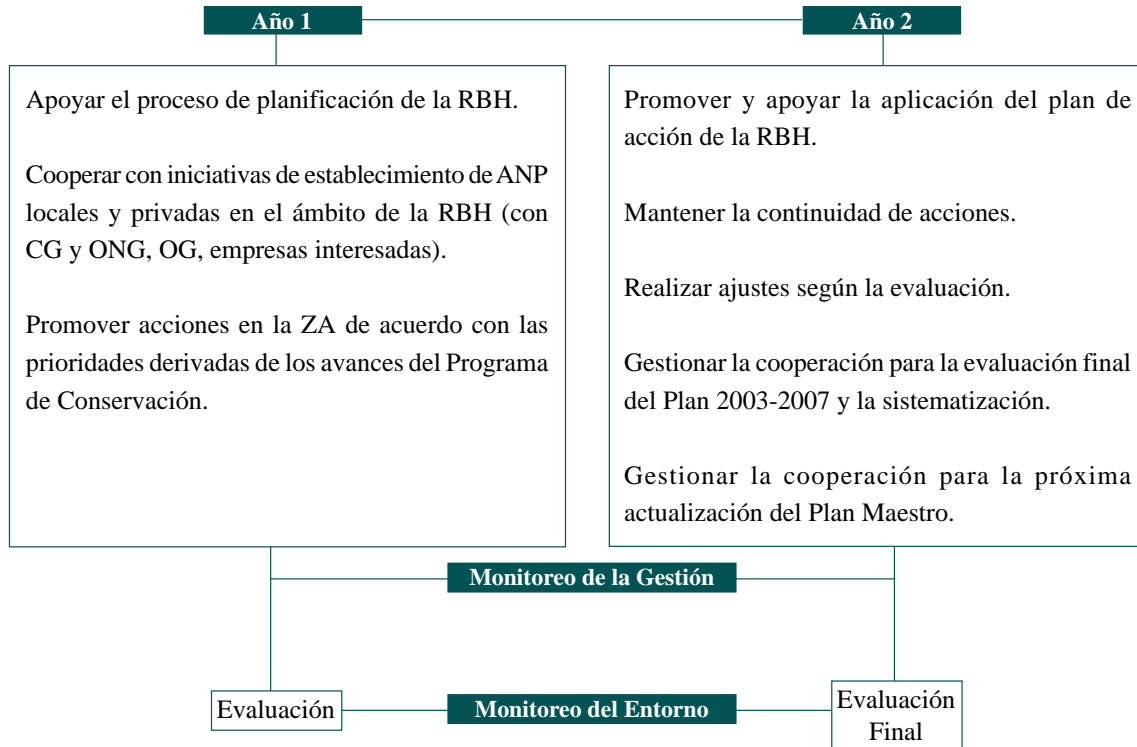 Año 1
Año 2
Apoyar el proceso de planificación de la RBH.
Cooperar con iniciativas de establecimiento de ANP
locales y privadas en el ámbito de la RBH (con
CG y ONG, OG, empresas interesadas).
Promover acciones en la ZA de acuerdo con las
prioridades derivadas de los avances del Programa
de Conservación.
Promover y apoyar la aplicación del plan de
acción de la RBH.
Mantener la continuidad de acciones.
Realizar ajustes según la evaluación.
Gestionar la cooperación para la evaluación final
del Plan 2003-2007 y la sistematización.
Gestionar la cooperación para la próxima
actualización del Plan Maestro.
Monitoreo de la Gestión
Evaluación
Monitoreo del Entorno
Evaluación
Final